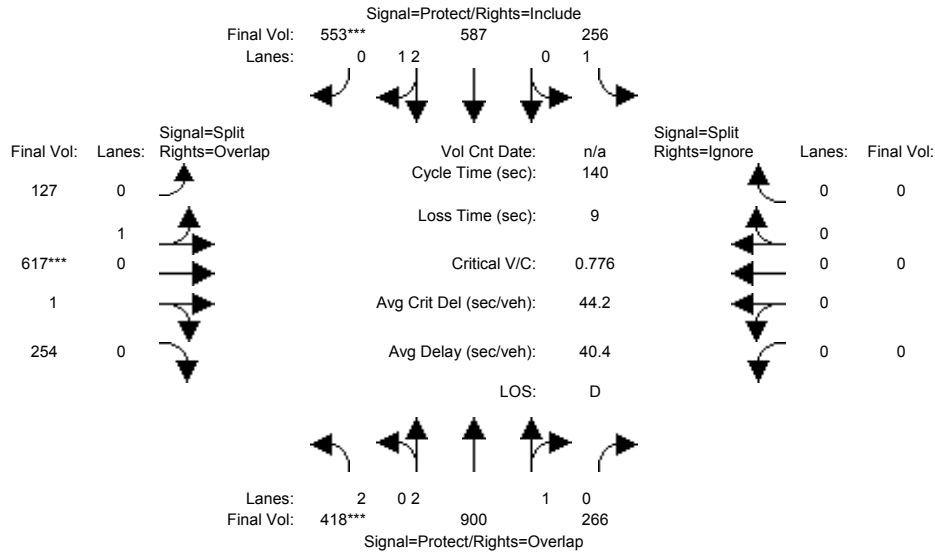 Signal=Protect/Rights=Include
Final Vol: 553*** 587 256
Lanes: 0 1 2 0 1
Signal=Split
Final Vol: Lanes: Rights=Overlap
Vol Cnt Date: n/a
Signal=Split
Rights=Ignore Lanes: Final Vol:
Cycle Time (sec): 140
127 0
0 0
Loss Time (sec): 9
1
0
617*** 0
Critical V/C: 0.776
0 0
1
Avg Crit Del (sec/veh): 44.2
0
254 0
Avg Delay (sec/veh): 40.4
0 0
LOS: D
Lanes: 2 0 2 1 0
Final Vol: 418*** 900 266
Signal=Protect/Rights=Overlap